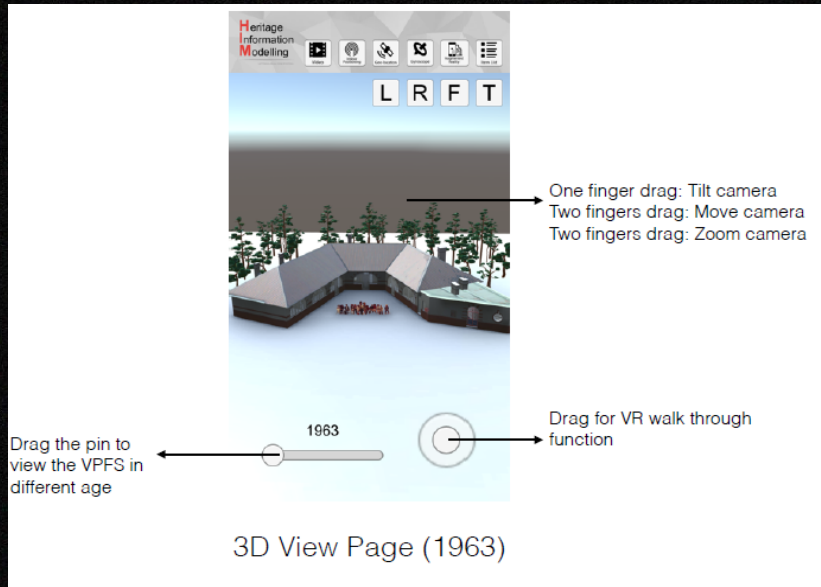 Heritage
Information
Modelling
L R F T
One finger drag: Tilt camera
Two fingers drag: Move camera
Two fingers drag: Zoom camera
1963
Drag for VR walk through
function
Drag the pin to
view the VPFS in
different age
3D View Page (1963)